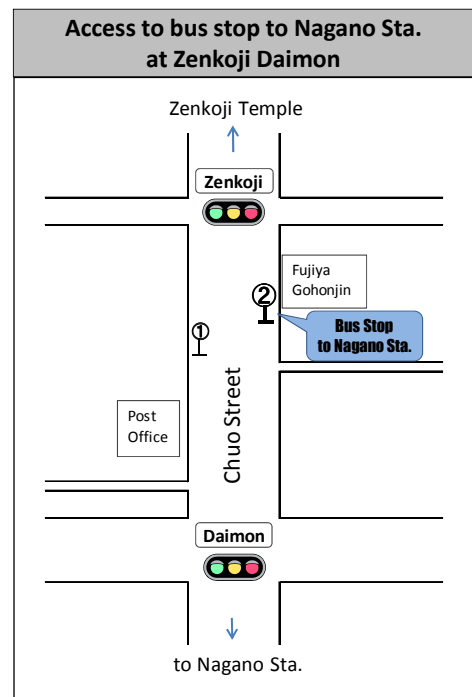 Access to bus stop to Nagano Sta.
at Zenkoji Daimon
Zenkoji Temple
Zenkoji
Fujiya
Gohonjin
②
Bus Stop
to Nagano Sta.
①
Chuo Street
Post
Office
Daimon
to Nagano Sta.